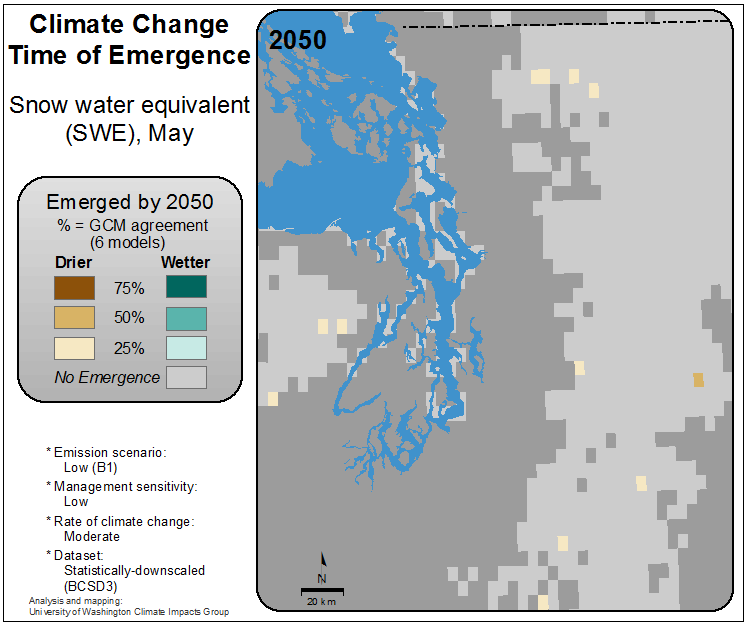 Climate Change
Time of Emergence
Snow water equivalent
(SWE), May
Emerged by 2050
% = GCM agreement
(6 models)
Drier Wetter
75%
50%
25%
No Emergence
* Emission scenario:
Low (B1)
* Management sensitivity:
Low
* Rate of climate change:
Moderate
* Dataset:
Statistically-downscaled
(BCSD3)
Analysis and mapping:
University of Washington Climate Impacts Group
2050
N
20 km